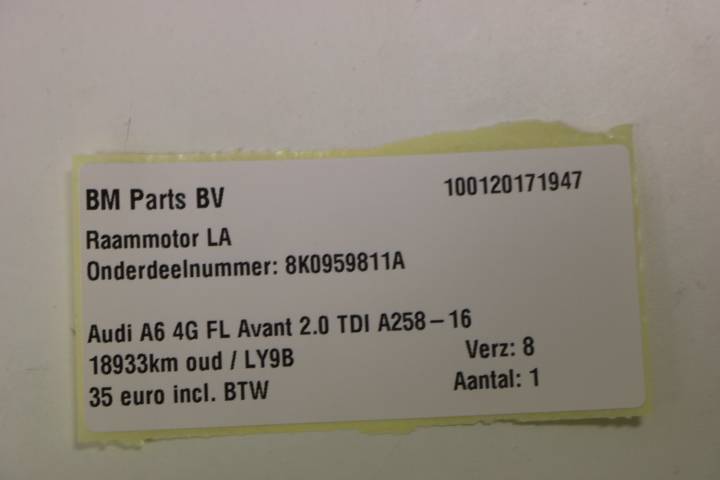 BM Parts BV 100120171947
Raammotor LA
Onderdeelnummer: 8K0959811A
Audi A6 4G FL Avant 2.0 TDI A258-16
18933km oud / LY9B Verz: 8
35 euro incl. BTW Aantal: 1